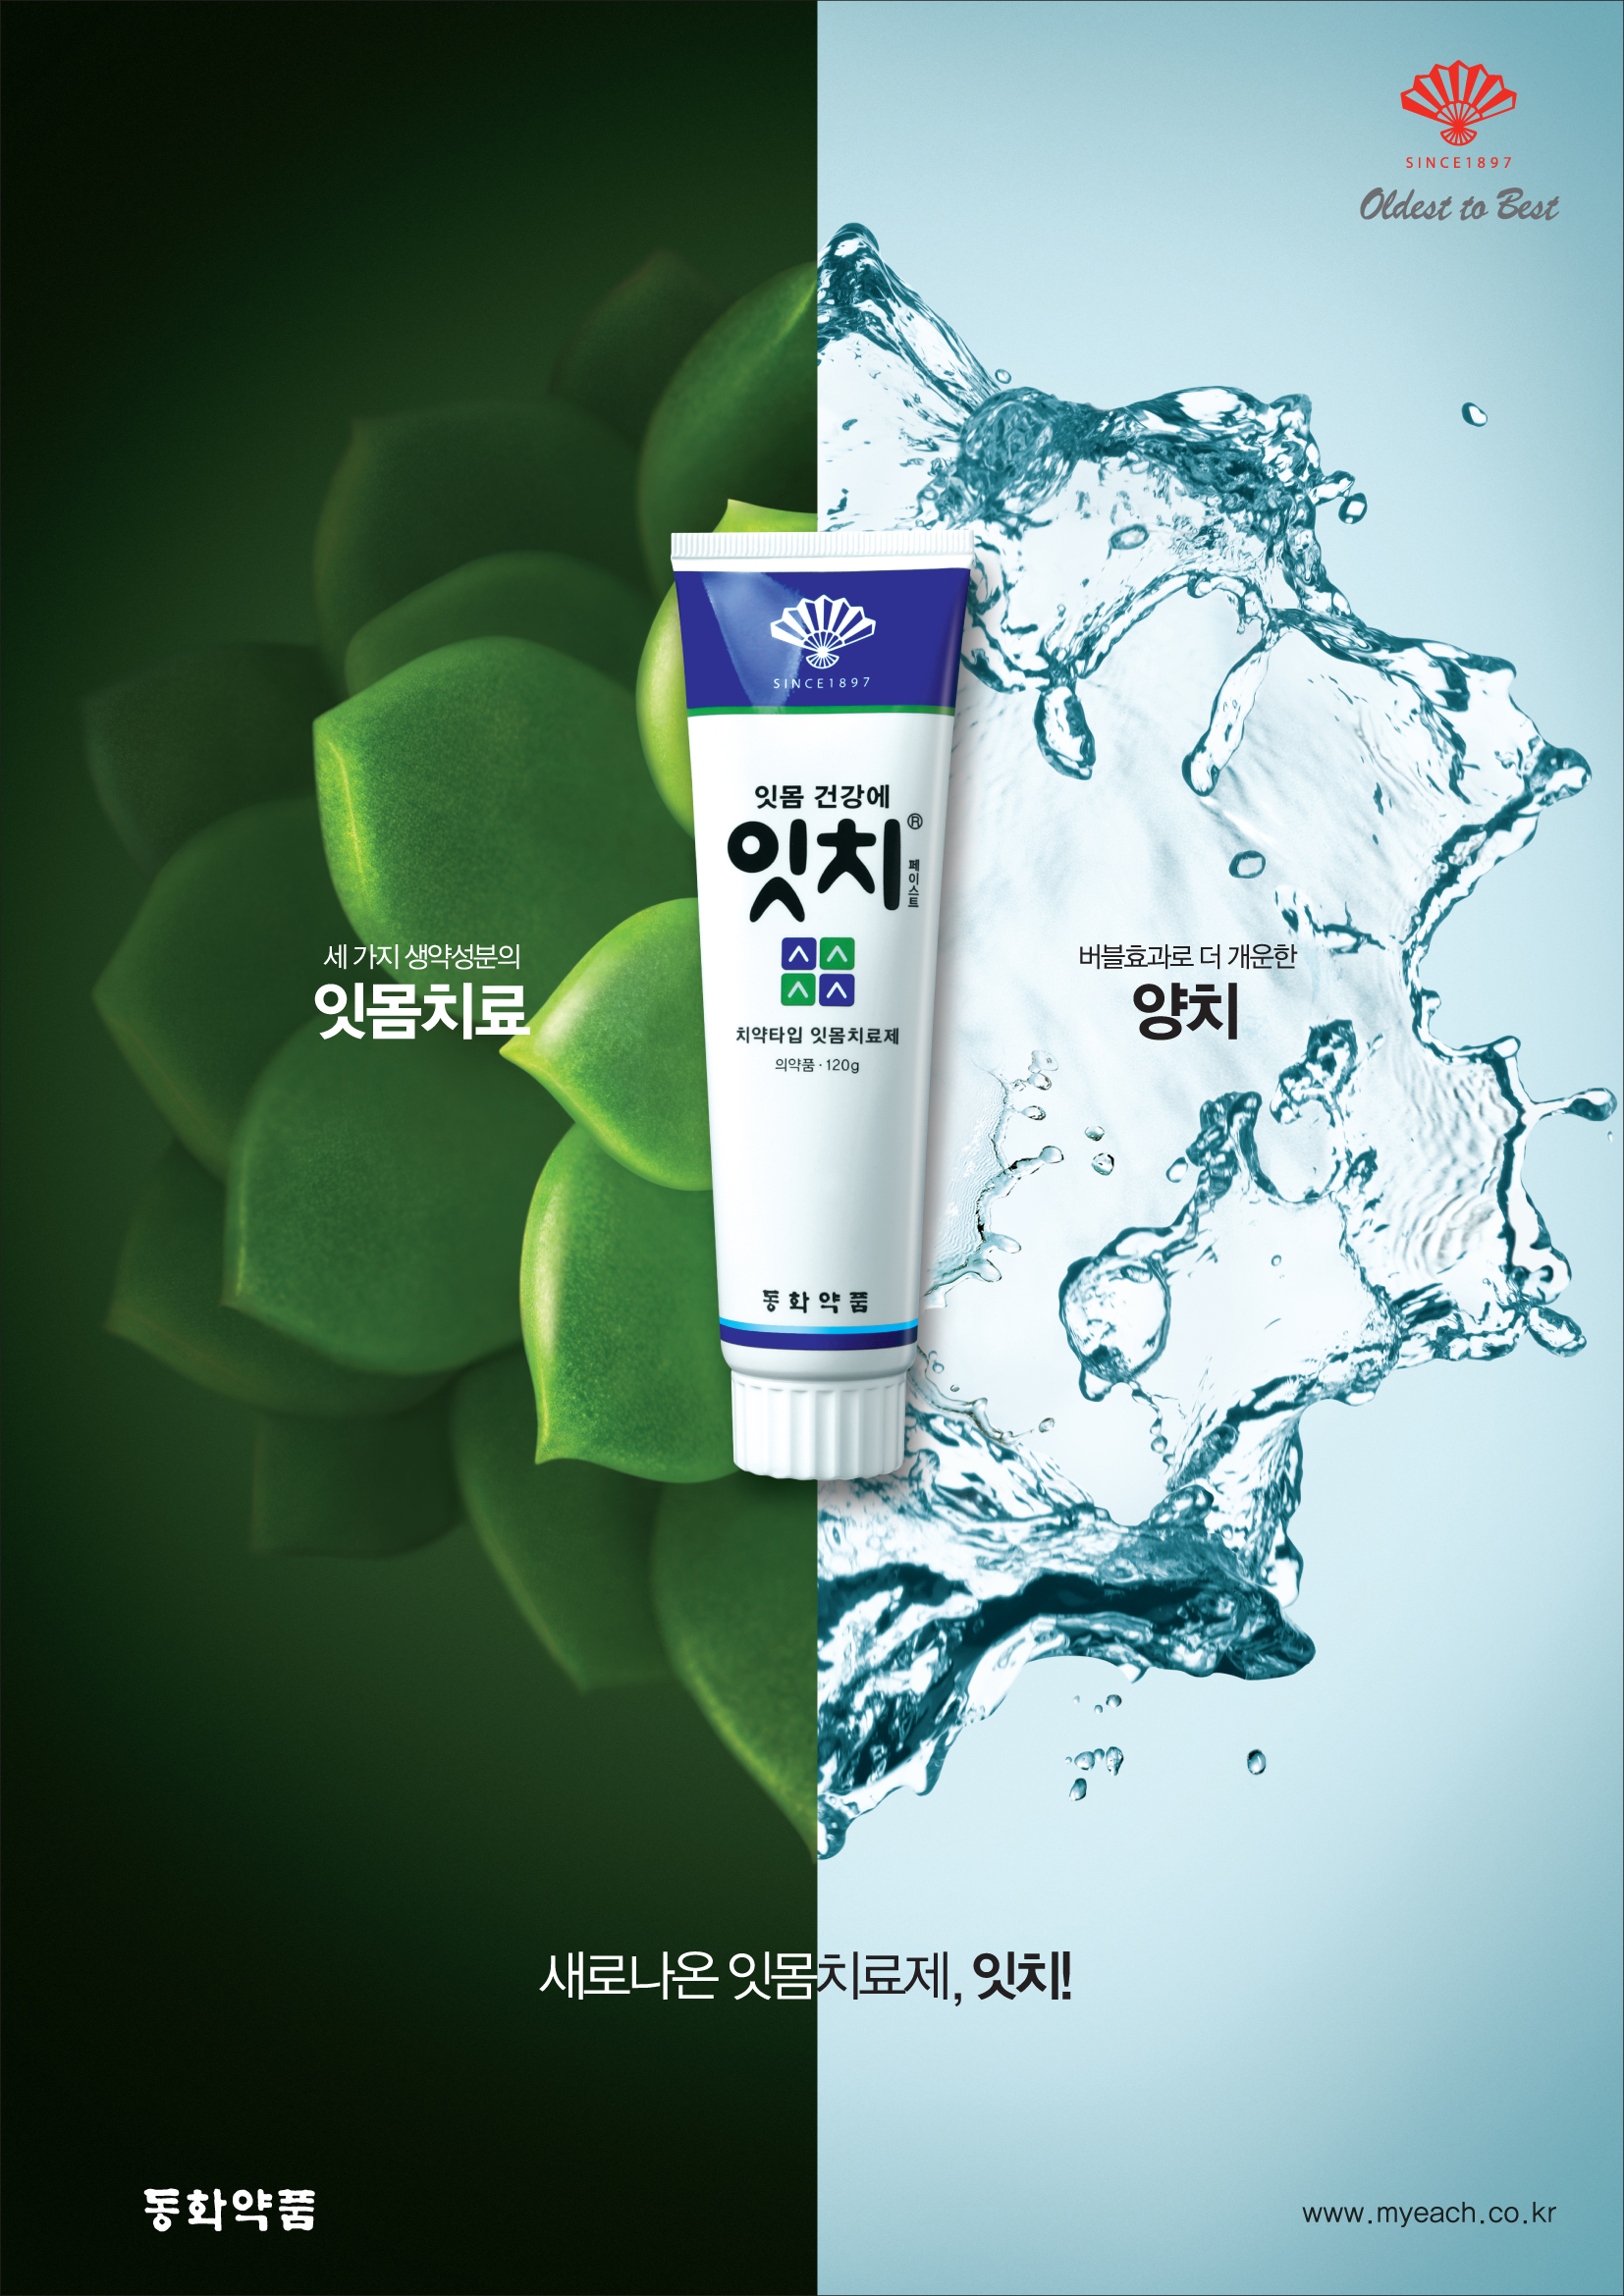 SINCE1897
Oldest to Best
SINCE1897
잇몸 건강에
잇치®
페이스트
치약타입 잇몸치료제
의약품·120g
동화약품
세 가지 생약성분의
잇몸치료
버블효과로 더 개운한
양치
새로나온 잇몸치료제, 잇치!
동화약품
www.myeach.co.kr